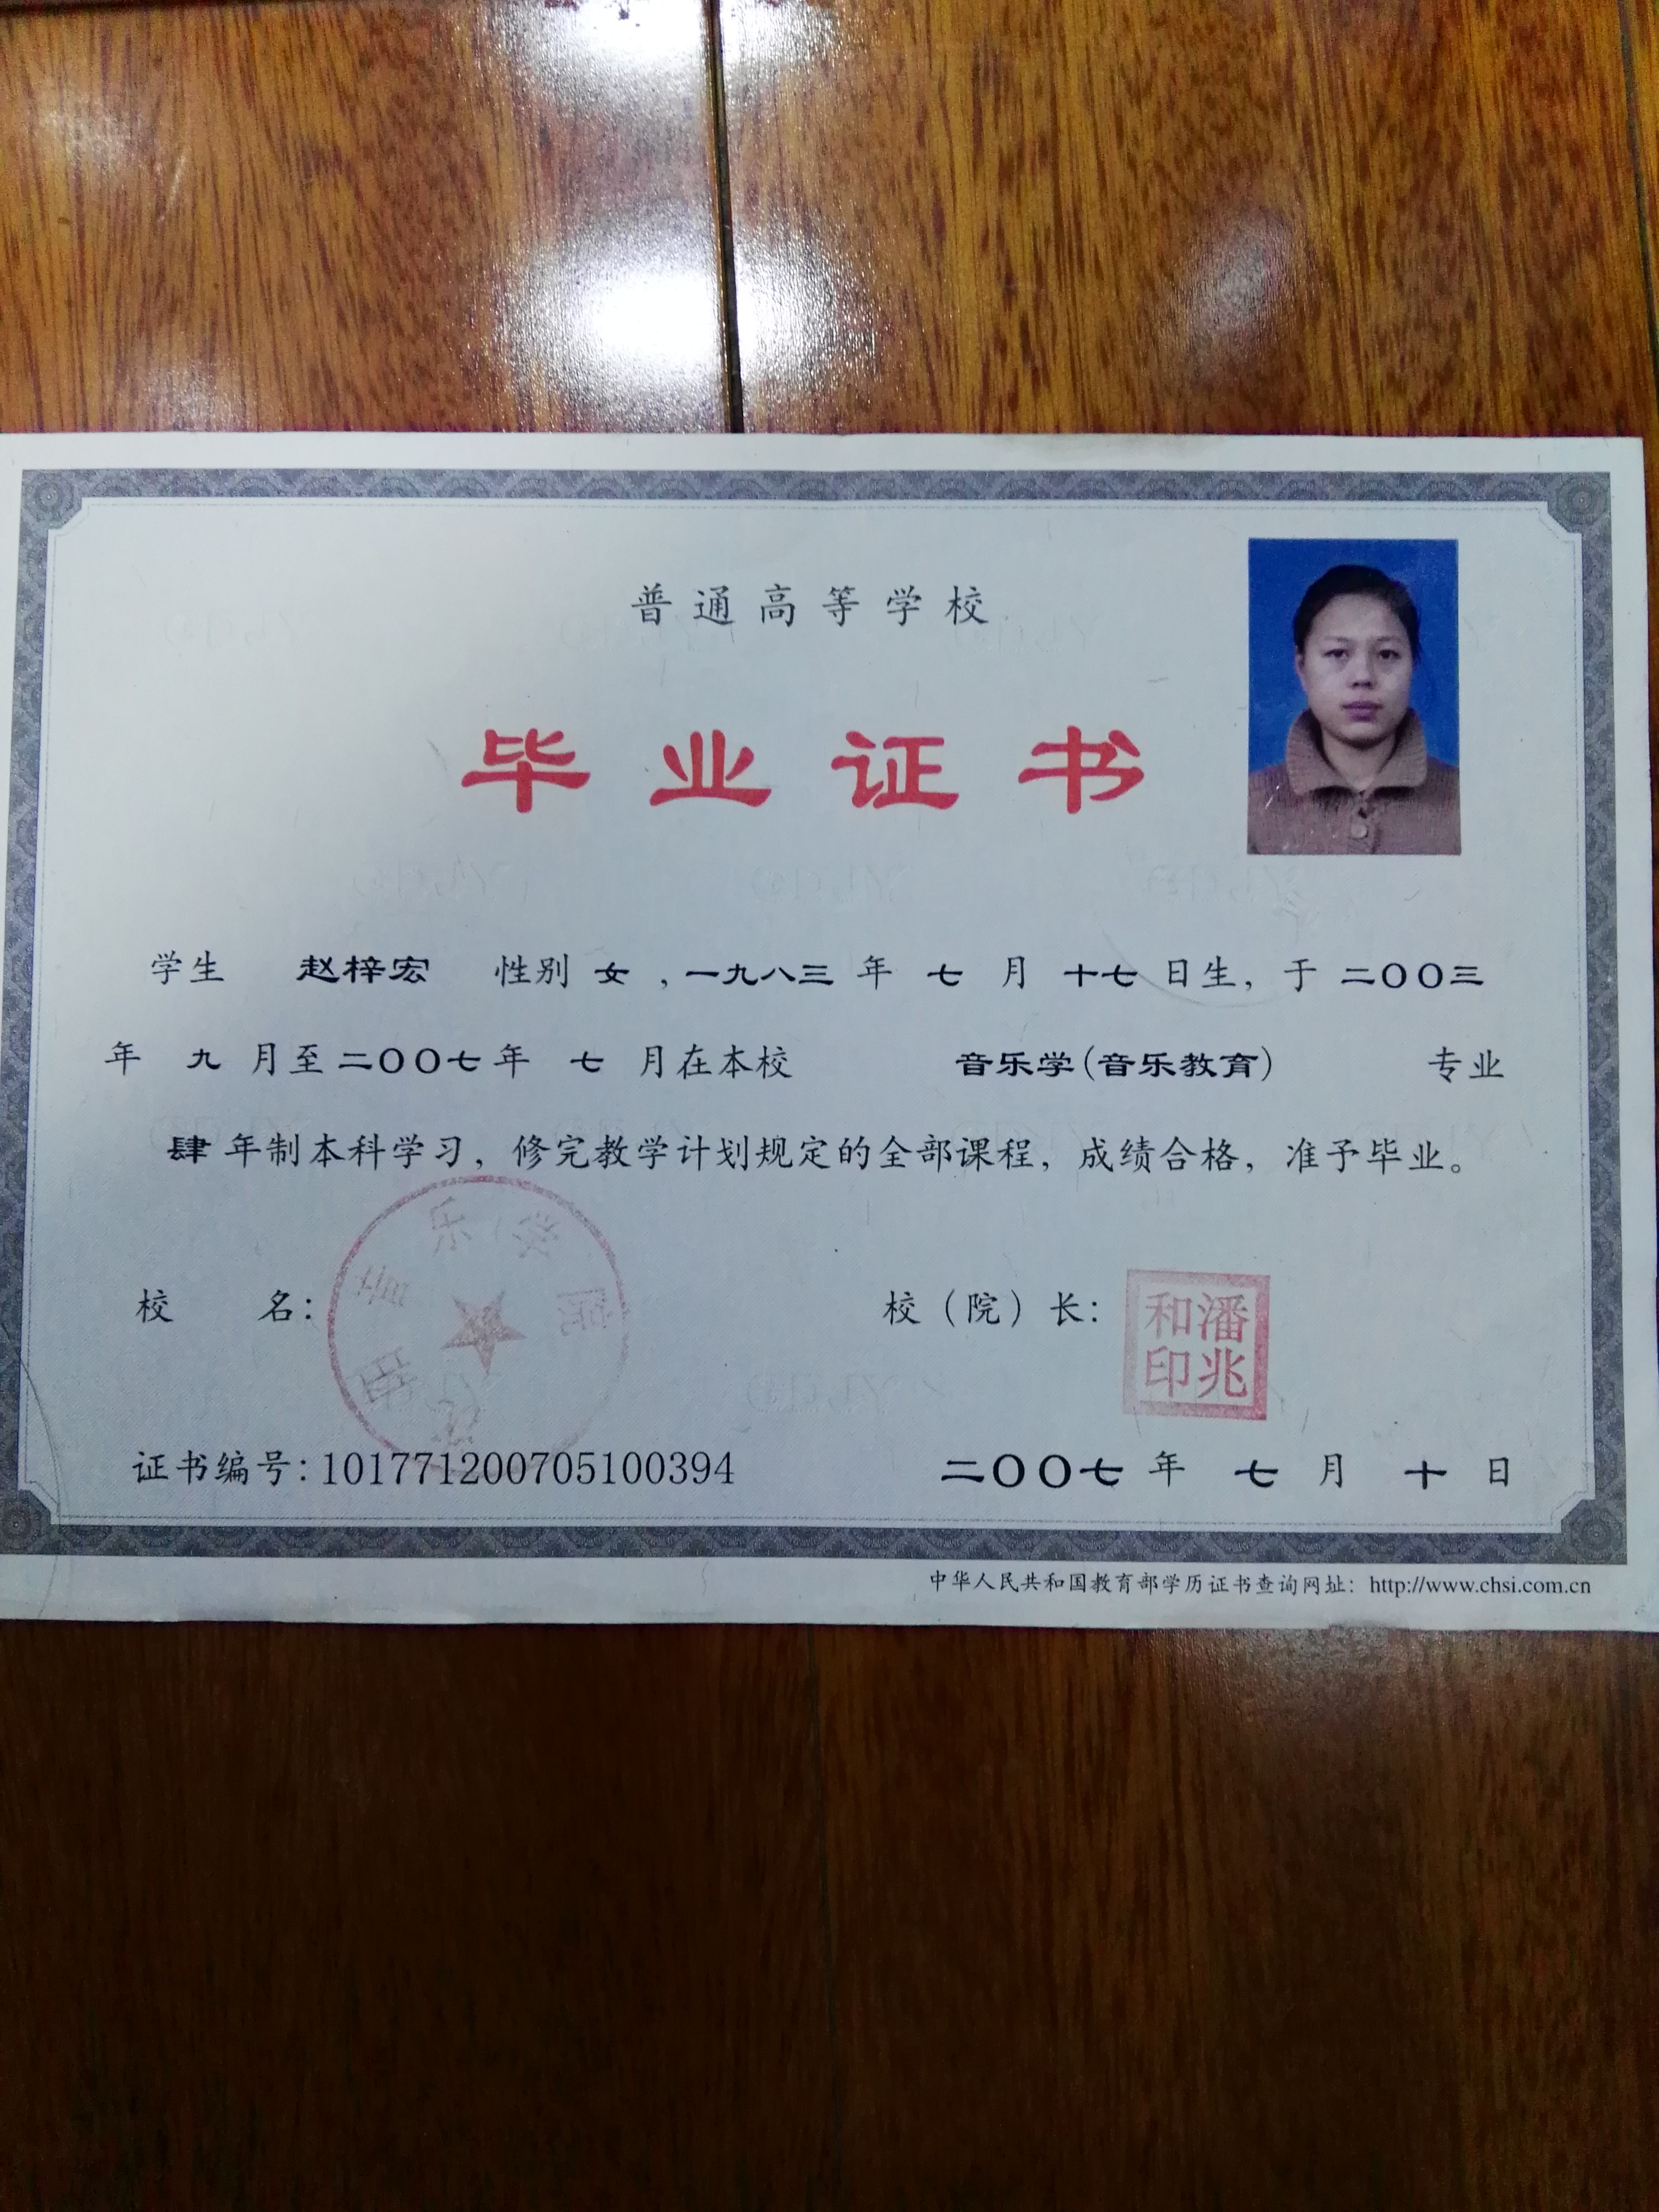 普通高等学校
毕业证书
学生 赵梓宏 性别 女 ，一九八三 年 七 月 十七 日生，于 二〇〇三
年 九 月至 二〇〇七 年 七 月在本校 音乐学(音乐教育) 专业
肆 年制本科学习，修完教学计划规定的全部课程，成绩合格，准予毕业。
音乐学院
校 名：
校（院）长：
潘兆
和印
证书编号：101771200705100394
二〇〇七 年 七 月 十 日
中华人民共和国教育部学历证书查询网址：http://www.chsi.com.cn